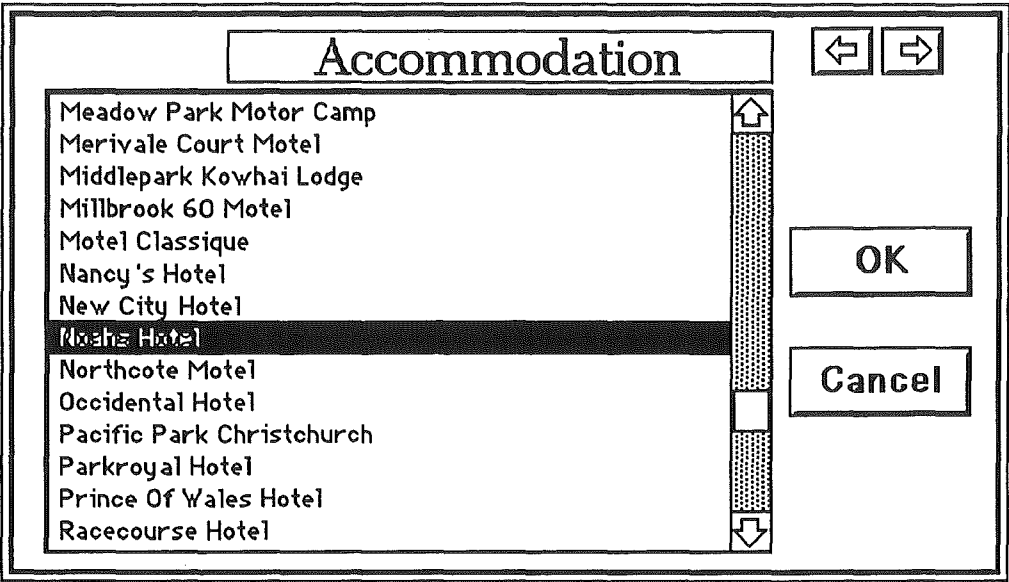 Accommodation
Meadow Park Motor Camp
Merivale Court Motel
Middlepark Kowhai Lodge
Millbrook 60 Motel
Motel Classique
Nancy's Hotel
New City Hotel
Noahs Hotel
Northcote Motel
Occidental Hotel
Pacific Park Christchurch
Parkroyal Hotel
Prince Of Wales Hotel
Racecourse Hotel
OK
Cancel